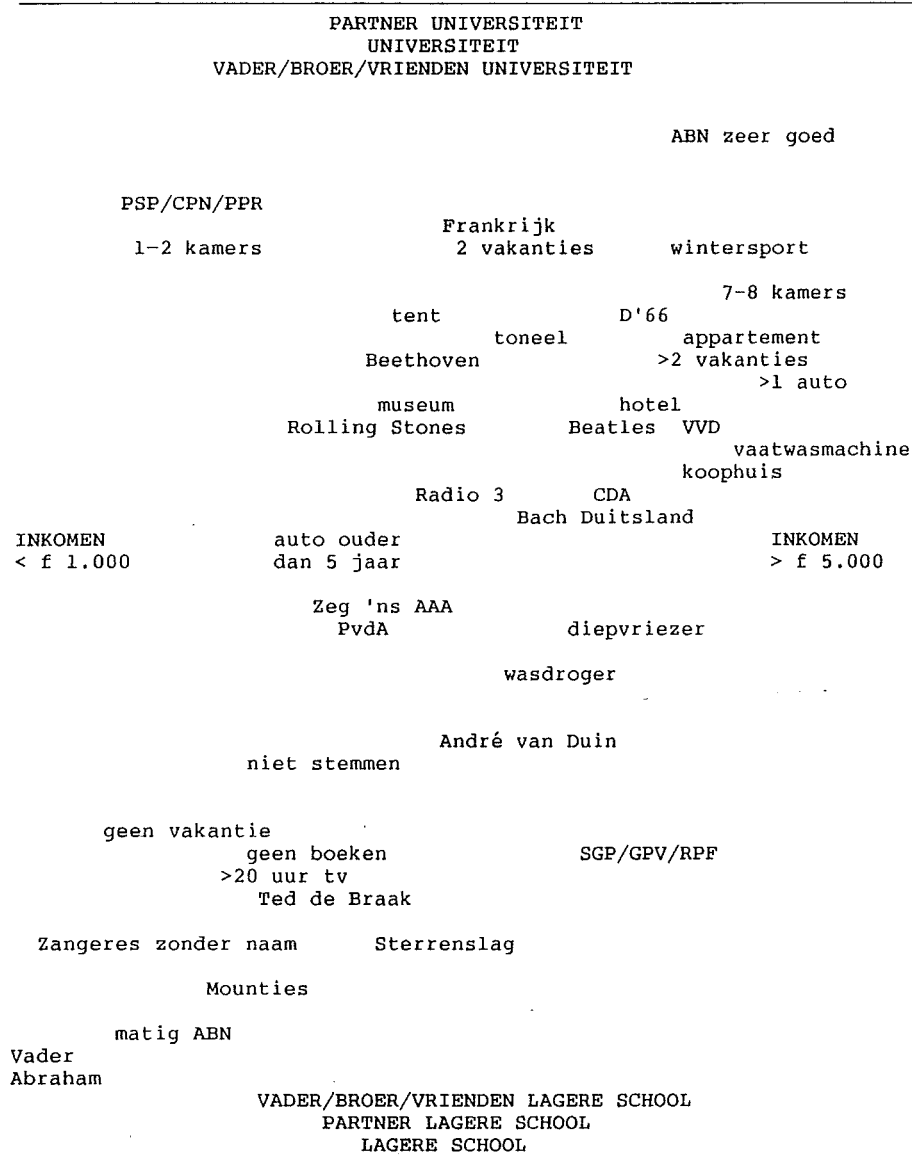 PARTNER UNIVERSITEIT
UNIVERSITEIT
VADER/BROER/VRIENDEN UNIVERSITEIT
ABN zeer goed
PSP/CPN/PPR
Frankrijk
1-2 kamers 2 vakanties wintersport
7-8 kamers
tent D'66
toneel appartement
Beethoven >2 vakanties
>1 auto
museum hotel
Rolling Stones Beatles VVD
vaatwasmachine
koophuis
Radio 3 CDA
Bach Duitsland
INKOMEN auto ouder INKOMEN
< f 1.000 dan 5 jaar > f 5.000
Zeg 'ns AAA
PvdA diepvriezer
wasdroger
André van Duin
niet stemmen
geen vakantie
geen boeken SGP/GPV/RPF
>20 uur tv
Ted de Braak
Zangeres zonder naam Sterrenslag
Mounties
matig ABN
Vader
Abraham
VADER/BROER/VRIENDEN LAGERE SCHOOL
PARTNER LAGERE SCHOOL
LAGERE SCHOOL